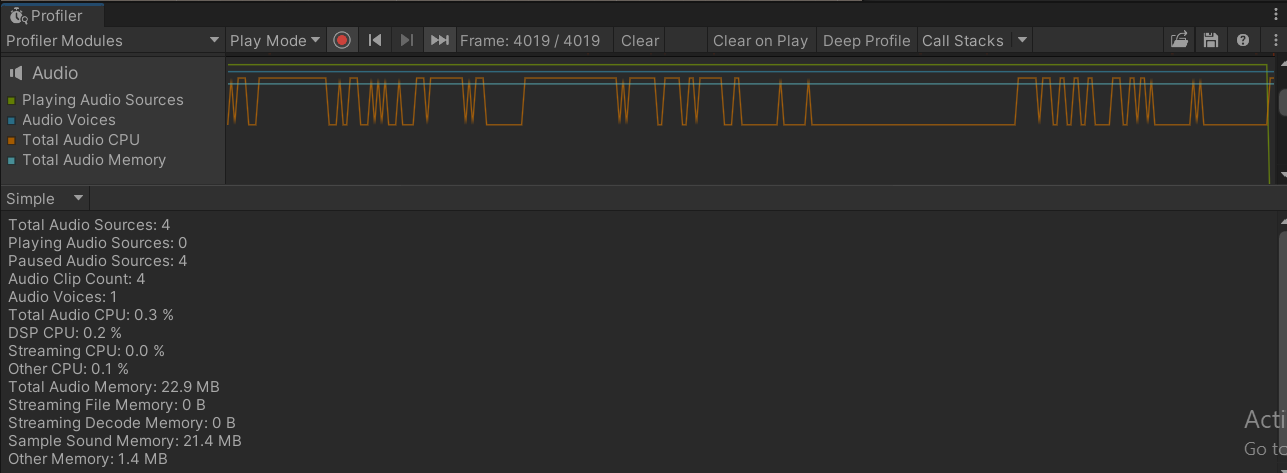 Profiler
Profiler Modules Play Mode Frame: 4019 / 4019 Clear Clear on Play Deep Profile Call Stacks
Audio
Playing Audio Sources
Audio Voices
Total Audio CPU
Total Audio Memory
Simple
Total Audio Sources: 4
Playing Audio Sources: 0
Paused Audio Sources: 4
Audio Clip Count: 4
Audio Voices: 1
Total Audio CPU: 0.3 %
DSP CPU: 0.2 %
Streaming CPU: 0.0 %
Other CPU: 0.1 %
Total Audio Memory: 22.9 MB
Streaming File Memory: 0 B
Streaming Decode Memory: 0 B
Sample Sound Memory: 21.4 MB
Other Memory: 1.4 MB
Acti
Go to